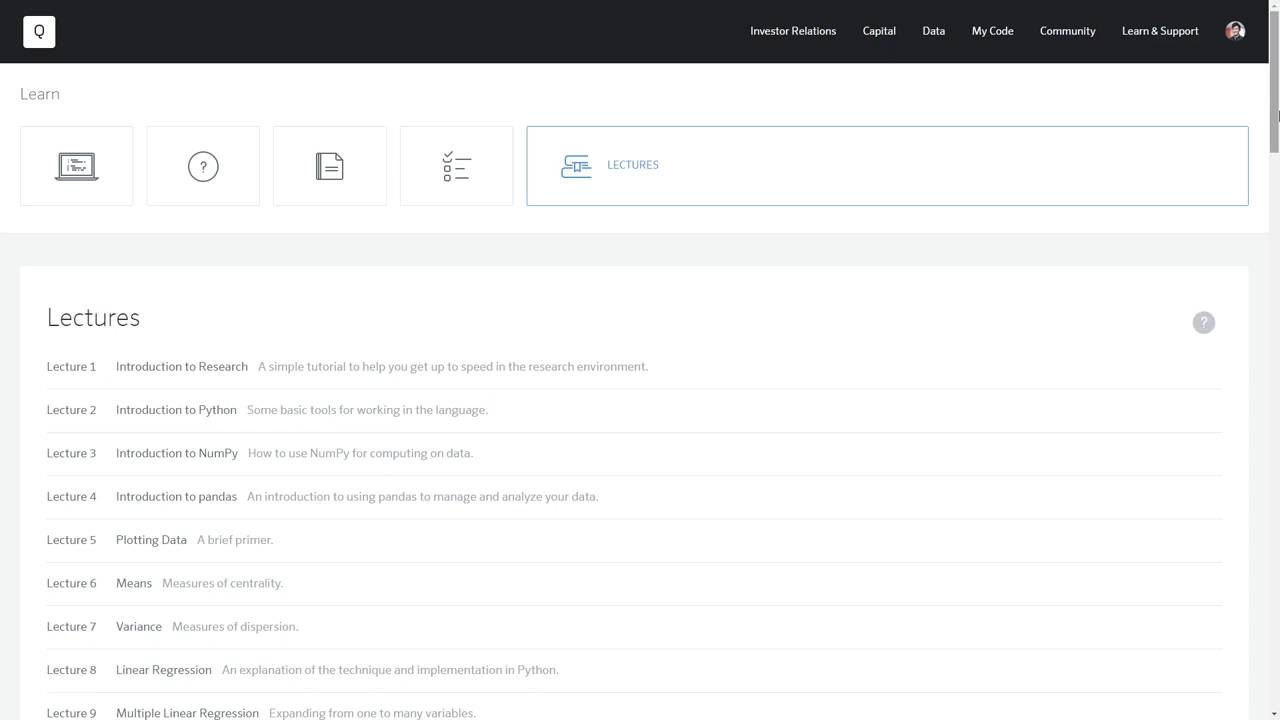 Q
Investor Relations Capital Data My Code Community Learn & Support
Learn
?
LECTURES
Lectures
?
Lecture 1 Introduction to Research A simple tutorial to help you get up to speed in the research environment.
Lecture 2 Introduction to Python Some basic tools for working in the language.
Lecture 3 Introduction to NumPy How to use NumPy for computing on data.
Lecture 4 Introduction to pandas An introduction to using pandas to manage and analyze your data.
Lecture 5 Plotting Data A brief primer.
Lecture 6 Means Measures of centrality.
Lecture 7 Variance Measures of dispersion.
Lecture 8 Linear Regression An explanation of the technique and implementation in Python.
Lecture 9 Multiple Linear Regression Expanding from one to many variables.